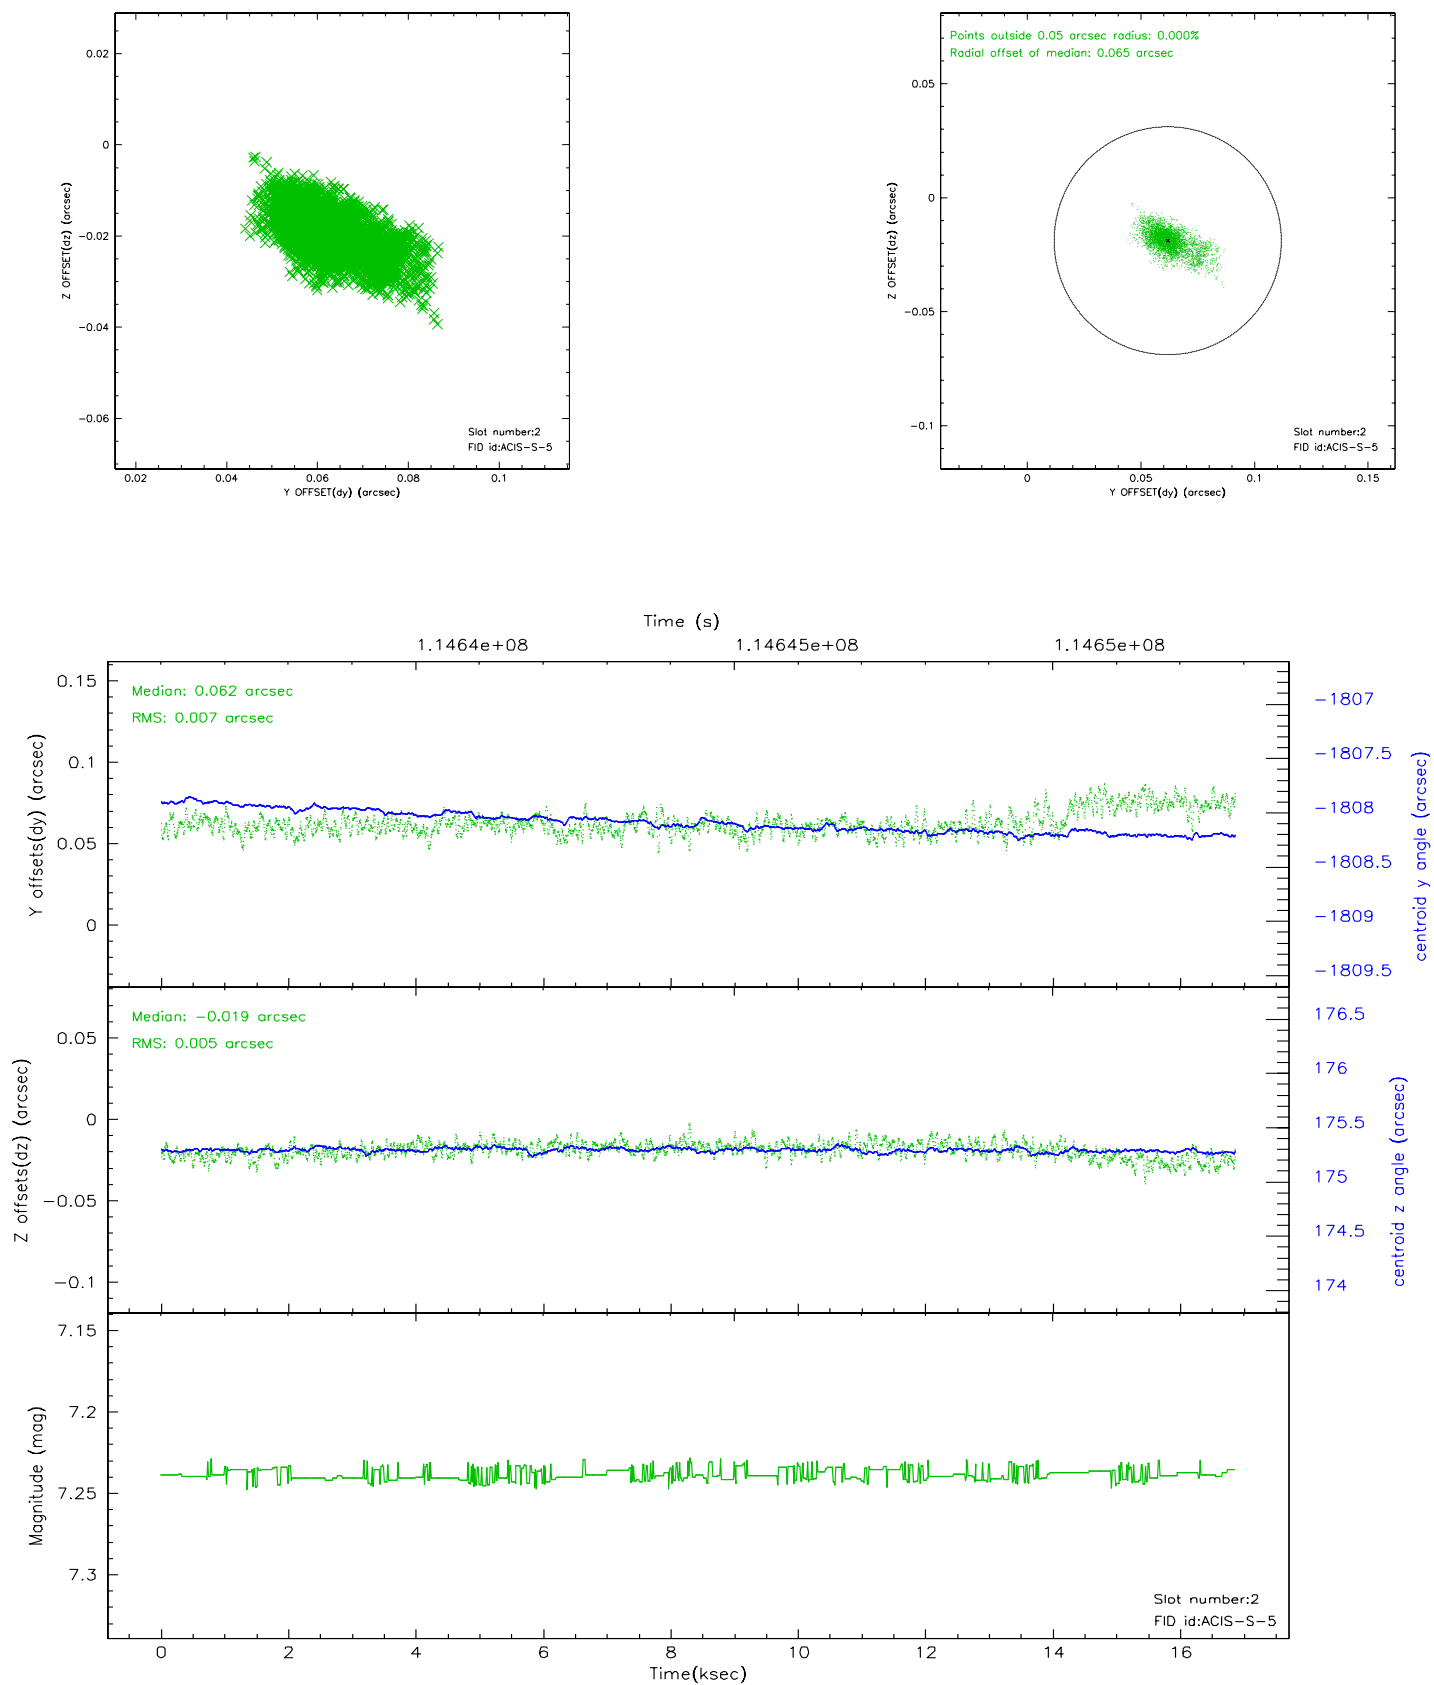 0.02
0
-0.02
-0.04
-0.06
Z OFFSET(dz) (arcsec)
Slot number:2
FID id:ACIS-S-5
0.02 0.04 0.06 0.08 0.1
Y OFFSET(dy) (arcsec)
Points outside 0.05 arcsec radius: 0.000%
Radial offset of median: 0.065 arcsec
0.05
0
-0.05
-0.1
Z OFFSET(dz) (arcsec)
Slot number:2
FID id:ACIS-S-5
0 0.05 0.1 0.15
Y OFFSET(dy) (arcsec)
Time (s)
1.1464e+08 1.14645e+08 1.1465e+08
Median: 0.062 arcsec
RMS: 0.007 arcsec
0.15
0.1
0.05
0
Y offsets(dy) (arcsec)
-1807
-1807.5
-1808
-1808.5
-1809
-1809.5
centroid y angle (arcsec)
Median: -0.019 arcsec
RMS: 0.005 arcsec
0.05
0
-0.05
-0.1
Z offsets(dz) (arcsec)
176.5
176
175.5
175
174.5
174
centroid z angle (arcsec)
7.15
7.2
7.25
7.3
Magnitude (mag)
Slot number:2
FID id:ACIS-S-5
0 2 4 6 8 10 12 14 16
Time(ksec)